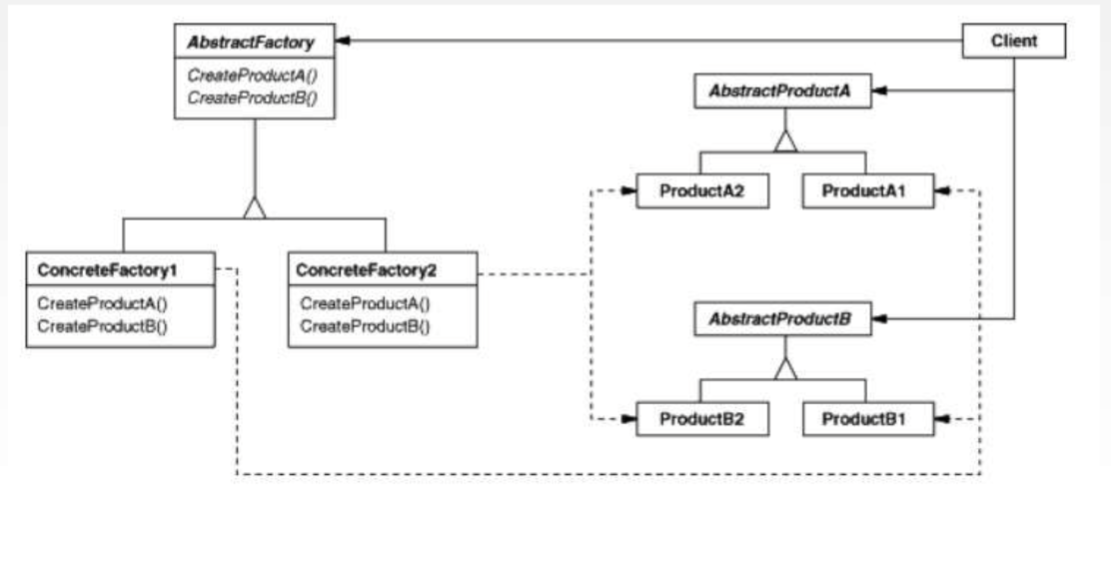 AbstractFactory
CreateProductA()
CreateProductB()
Client
AbstractProductA
ProductA2
ProductA1
ConcreteFactory1
CreateProductA()
CreateProductB()
ConcreteFactory2
CreateProductA()
CreateProductB()
AbstractProductB
ProductB2
ProductB1